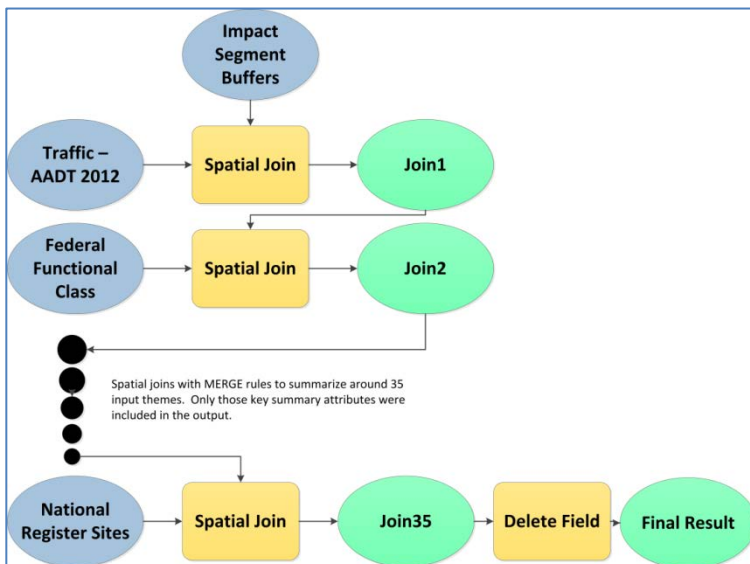 Impact
Segment
Buffers
Traffic –
AADT 2012
Spatial Join
Join1
Federal
Functional
Class
Spatial Join
Join2
Spatial joins with MERGE rules to summarize around 35
input themes.  Only those key summary attributes were
included in the output.
National
Register Sites
Spatial Join
Join35
Delete Field
Final Result